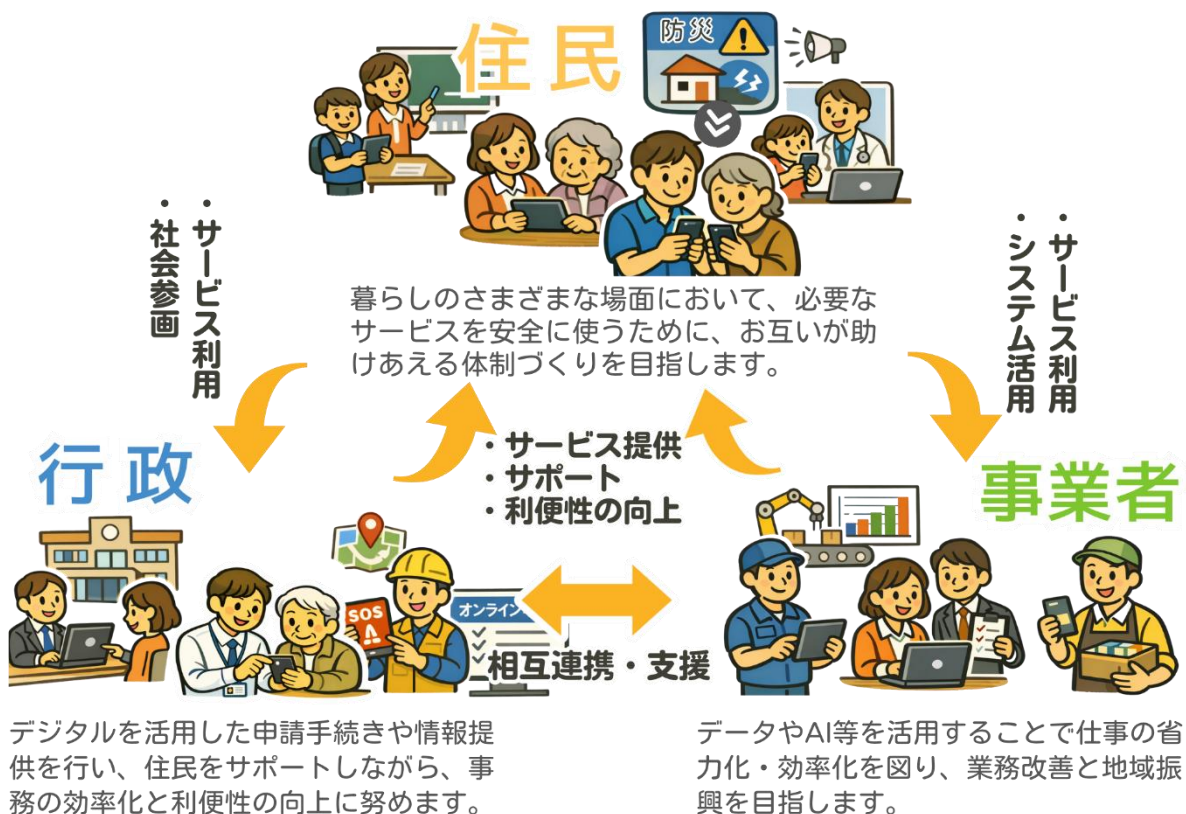 住民
防災
・サービス利用
・社会参画
・サービス利用
・システム活用
暮らしのさまざまな場面において、必要な
サービスを安全に使うために、お互いが助
けあえる体制づくりを目指します。
行政
・サービス提供
・サポート
・利便性の向上
事業者
SOS
オンライン
相互連携・支援
デジタルを活用した申請手続きや情報提
供を行い、住民をサポートしながら、事
務の効率化と利便性の向上に努めます。
データやAI等を活用することで仕事の省
力化・効率化を図り、業務改善と地域振
興を目指します。